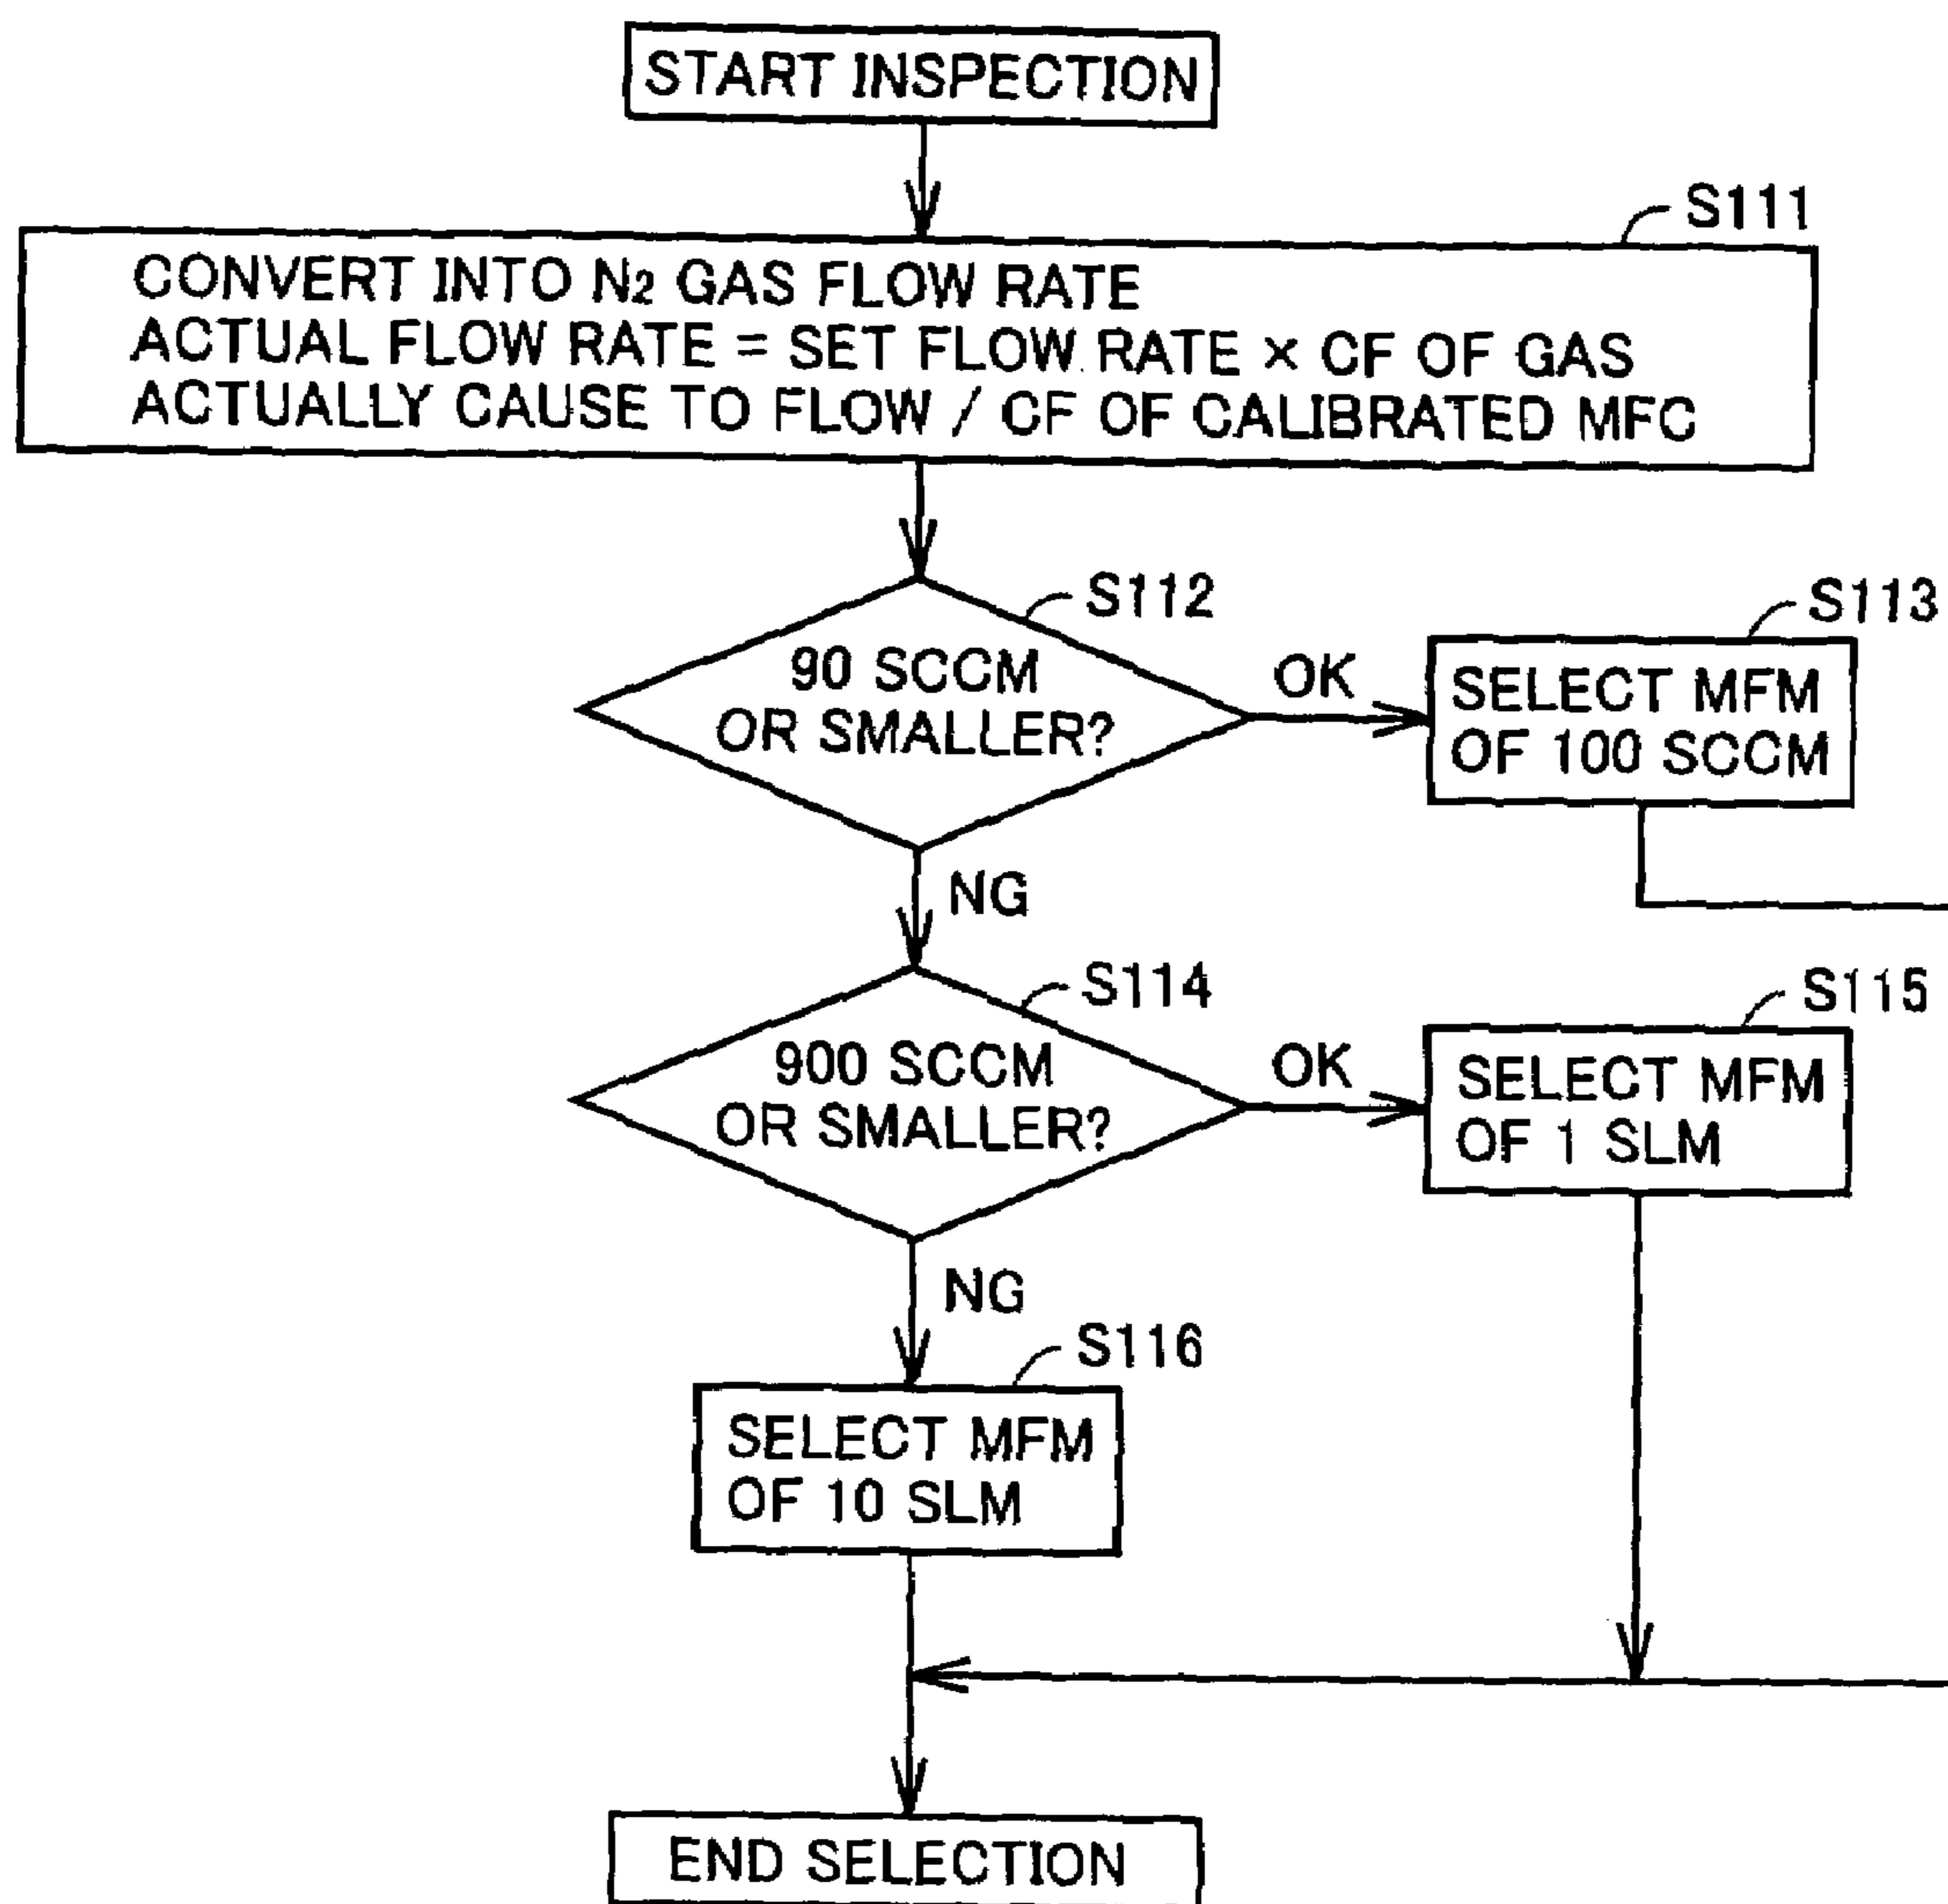 START INSPECTION
S111
CONVERT INTO N2 GAS FLOW RATE
ACTUAL FLOW RATE = SET FLOW RATE × CF OF GAS
ACTUALLY CAUSE TO FLOW / CF OF CALIBRATED MFC
S112
90 SCCM
OR SMALLER?
OK
S113
SELECT MFM
OF 100 SCCM
NG
S114
900 SCCM
OR SMALLER?
OK
S115
SELECT MFM
OF 1 SLM
NG
S116
SELECT MFM
OF 10 SLM
END SELECTION